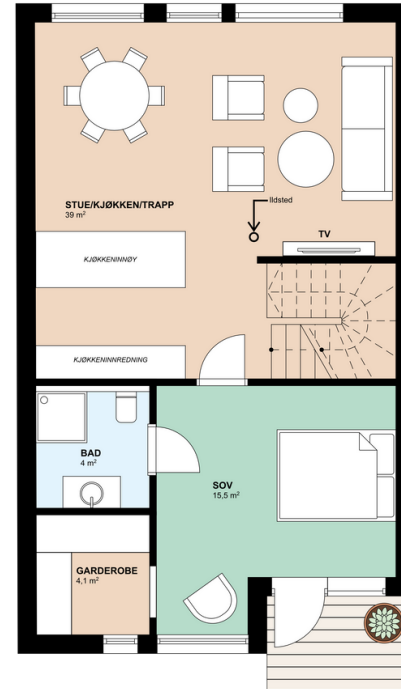 Ildsted
STUE/KJØKKEN/TRAPP
39 m²
TV
KJØKKENINNØY
KJØKKENINNREDNING
BAD
4 m²
SOV
15,5 m²
GARDEROBE
4,1 m²